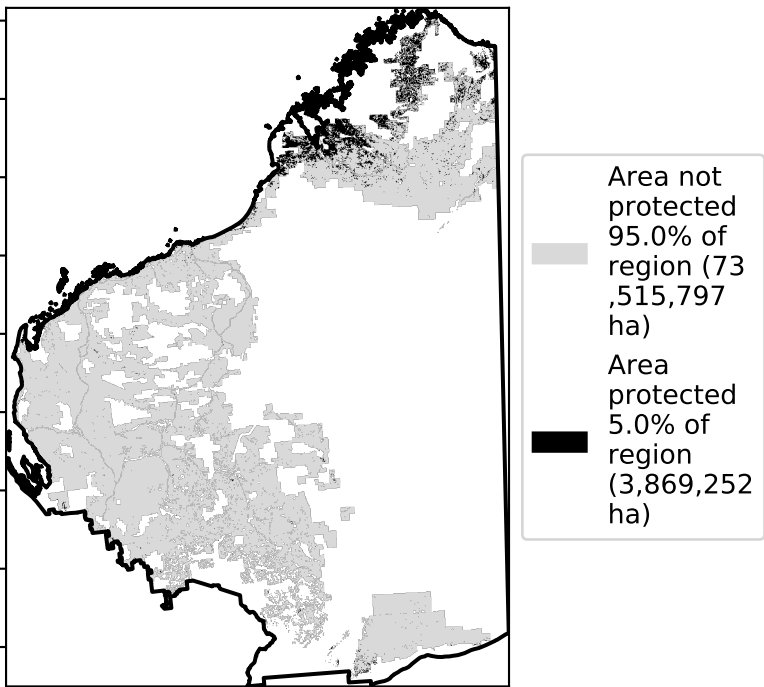 Area not
protected
95.0% of
region (73
,515,797
ha)
Area
protected
5.0% of
region
(3,869,252
ha)